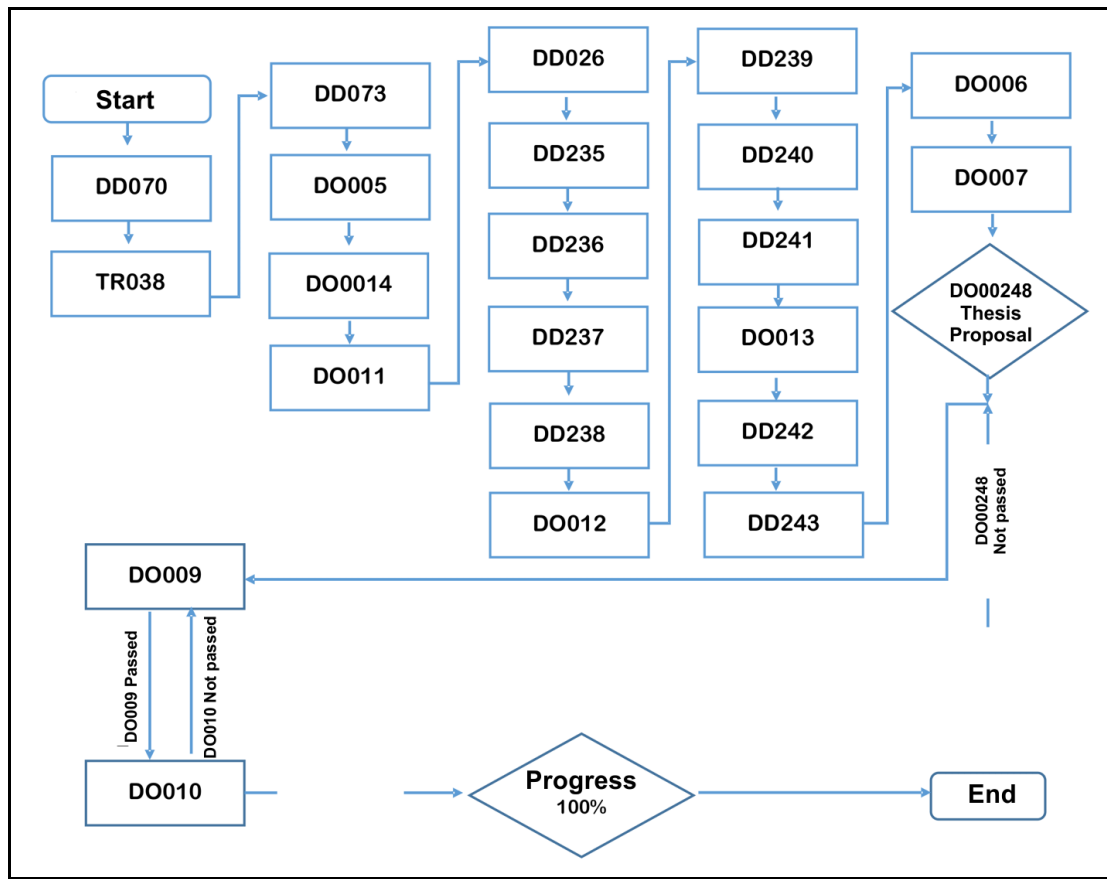 Start
DD070
TR038
DD073
DO005
DO0014
DO011
DD026
DD235
DD236
DD237
DD238
DO012
DD239
DD240
DD241
DO013
DD242
DD243
DO006
DO007
DO00248
Thesis
Proposal
DO00248
Not passed
DO009
DO009 Passed
DO010 Not passed
DO010
Progress
100%
End